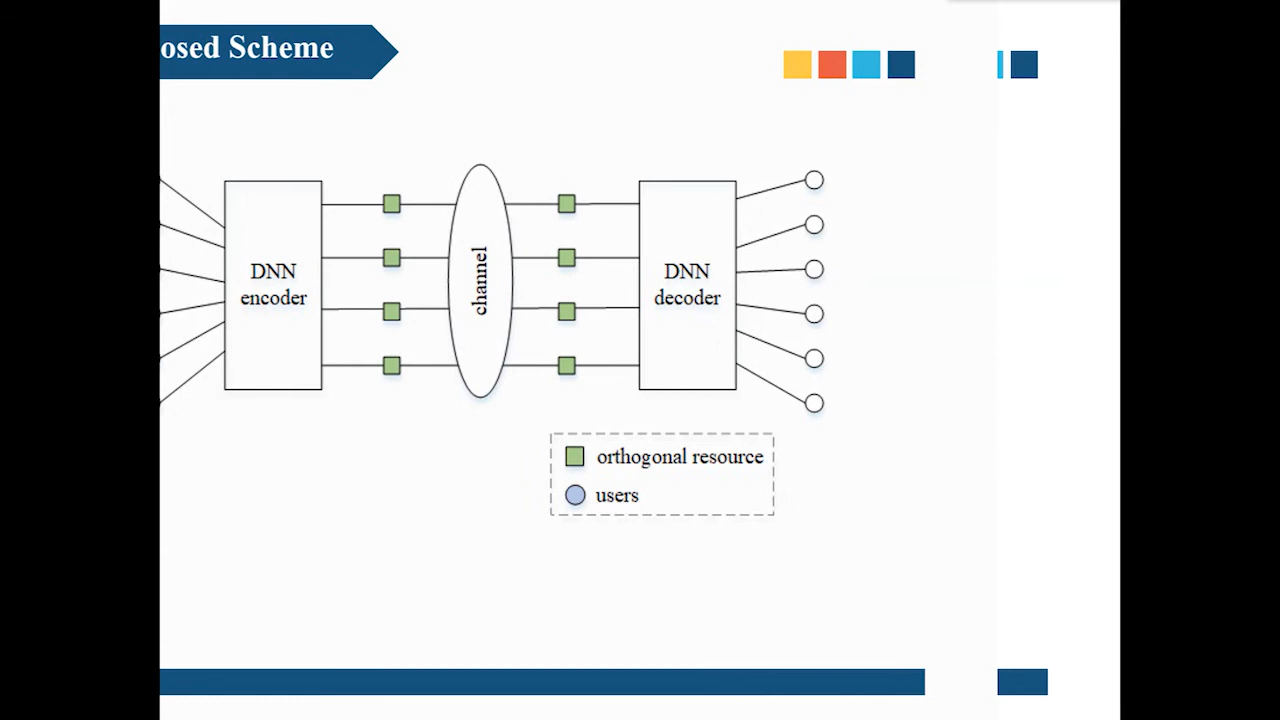 osed Scheme
DNN
encoder
channel
DNN
decoder
orthogonal resource
users